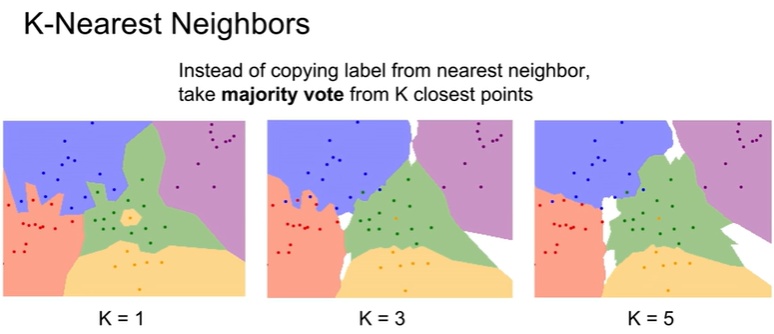 K-Nearest Neighbors
Instead of copying label from nearest neighbor,
take majority vote from K closest points
K = 1
K = 3
K = 5